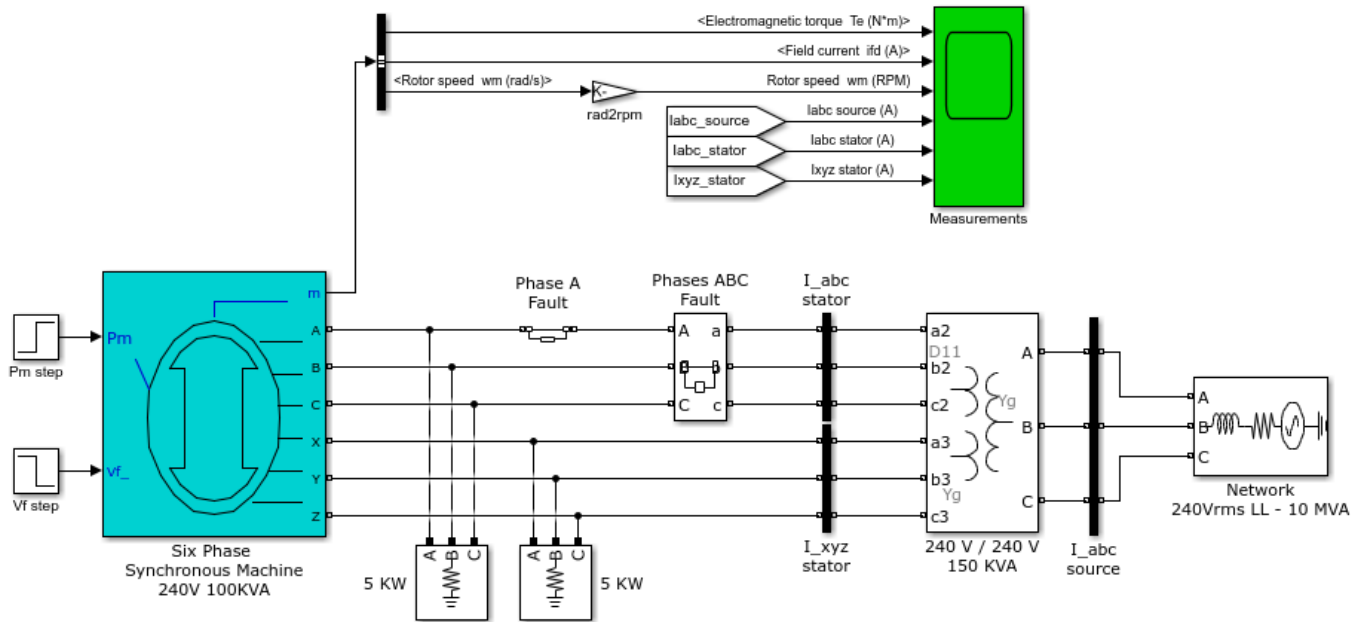 <Electromagnetic torque Te (N*m)>
<Field current ifd (A)>
<Rotor speed wm (rad/s)>
K-
rad2rpm
Rotor speed wm (RPM)
Iabc_source
Iabc source (A)
Iabc_stator
Iabc stator (A)
Ixyz_stator
Ixyz stator (A)
Measurements
Pm step
Vf step
Pm
Vf_
m
A
B
C
X
Y
Z
Six Phase
Synchronous Machine
240V 100KVA
Phase A
Fault
Phases ABC
Fault
A a
C c
I_abc
stator
I_xyz
stator
A B C
5 KW
A B C
5 KW
a2
D11
b2
c2
a3
b3
Yg
c3
Yg
A
B
C
240 V / 240 V
150 KVA
I_abc
source
A
B
C
Network
240Vrms LL - 10 MVA